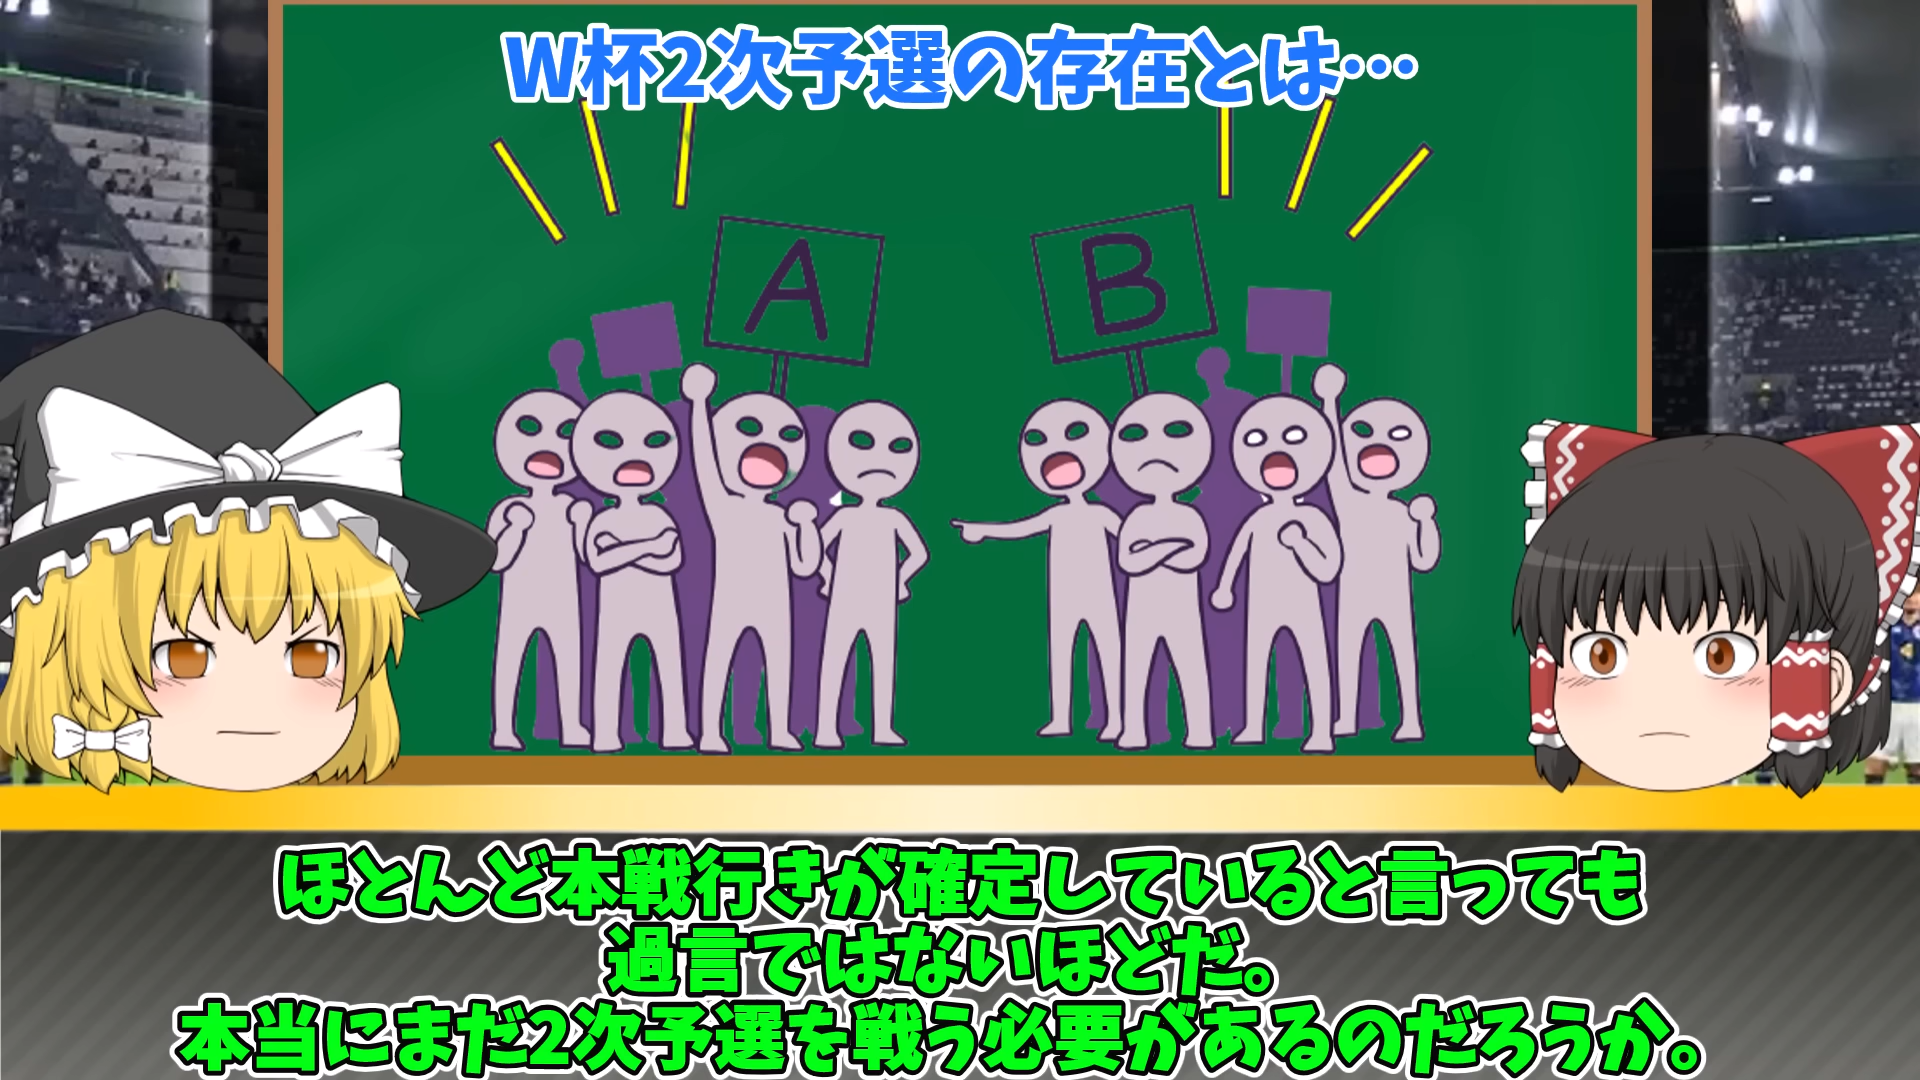 W杯2次予選の存在とは…
A
B
ほとんど本戦行きが確定していると言っても
過言ではないほどだ。
本当にまだ2次予選を戦う必要があるのだろうか。